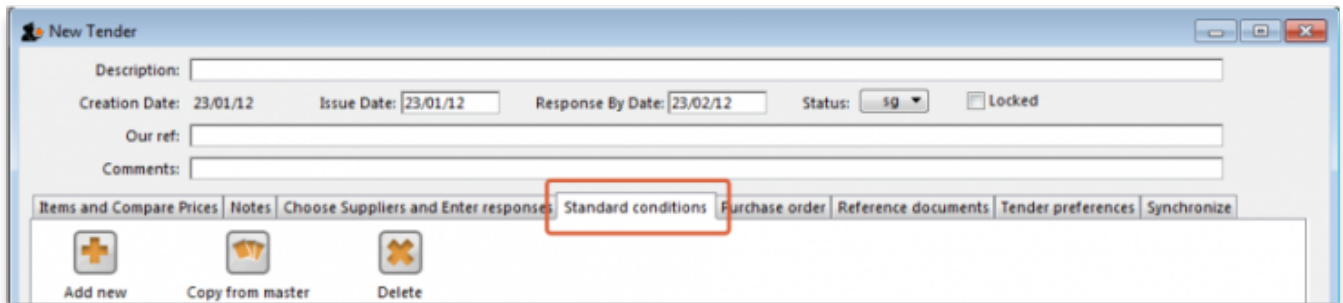 New Tender
Description:
Creation Date: 23/01/12 Issue Date: 23/01/12 Response By Date: 23/02/12 Status: sg Locked
Our ref:
Comments:
Items and Compare Prices Notes Choose Suppliers and Enter responses Standard conditions Purchase order Reference documents Tender preferences Synchronize
Add new Copy from master Delete